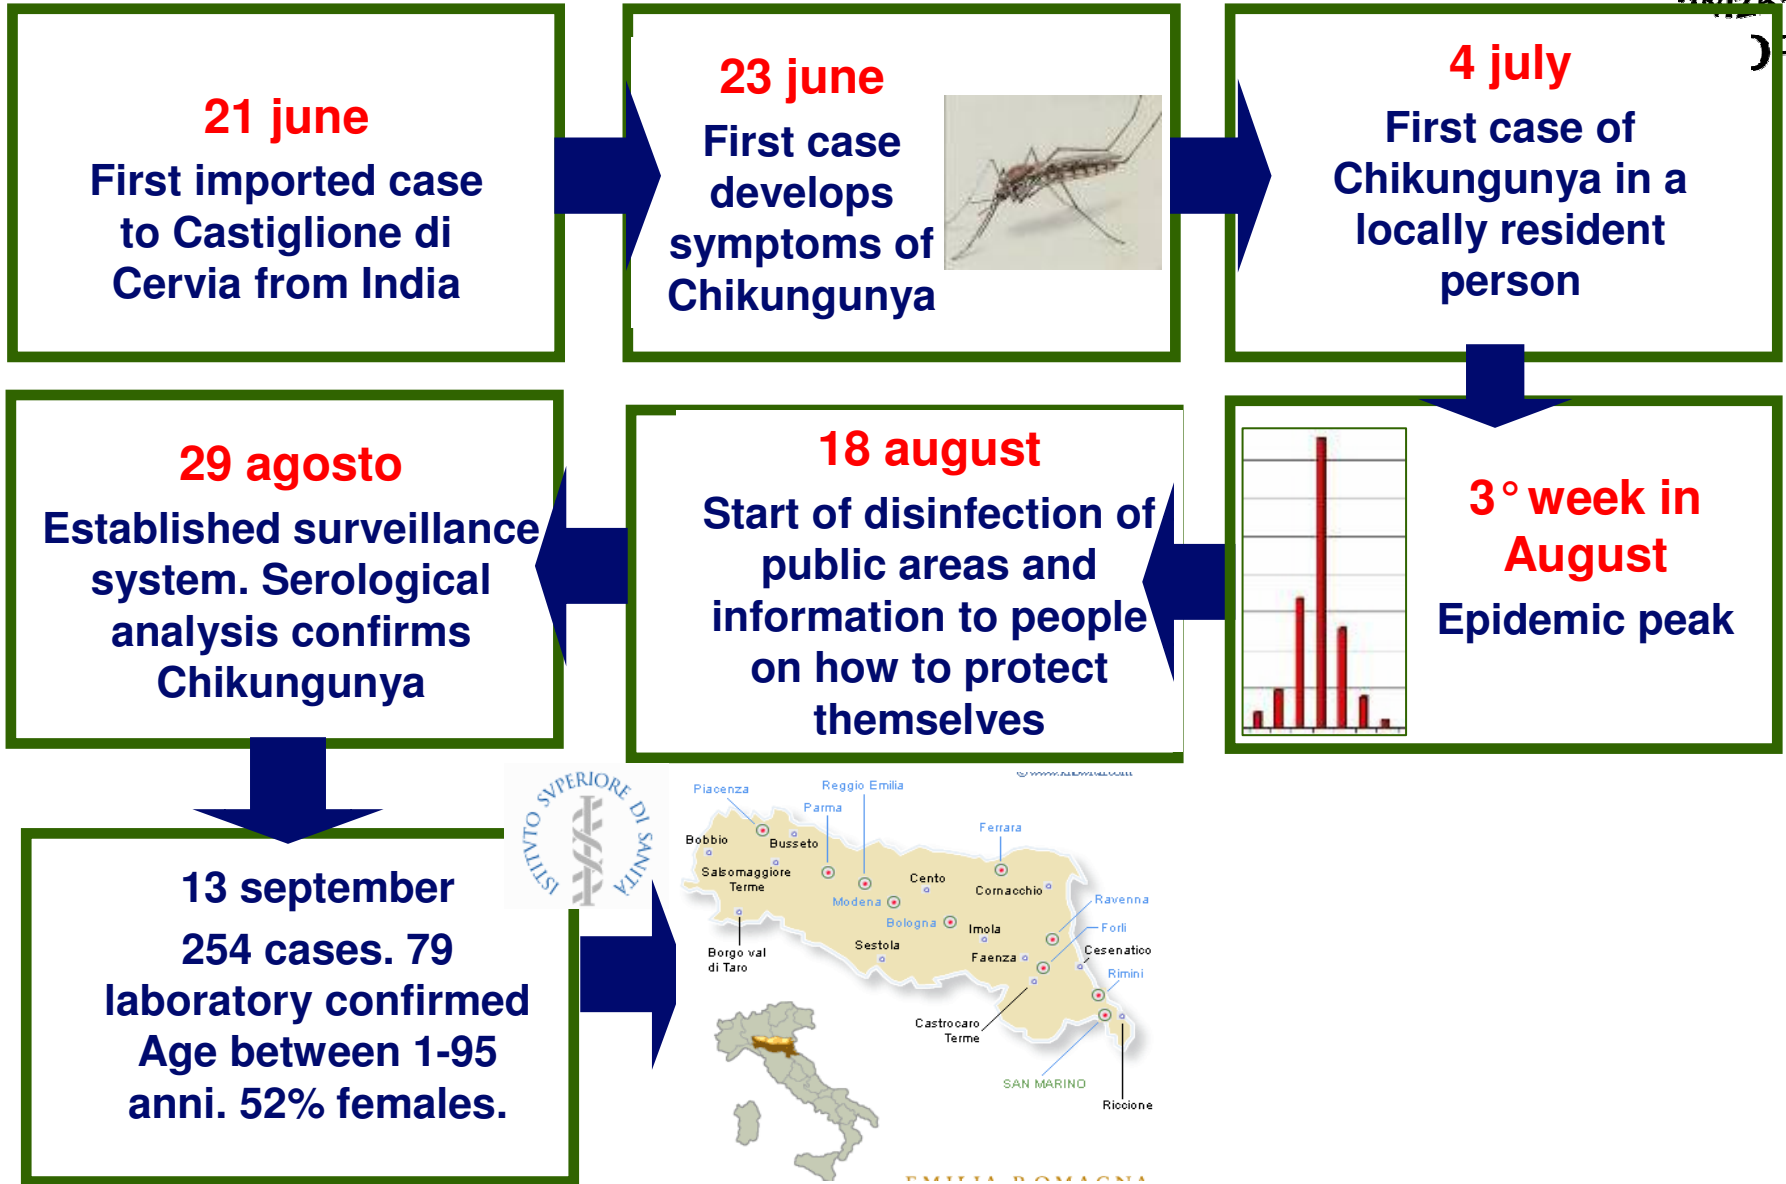 21 june
First imported case
to Castiglione di
Cervia from India
23 june
First case
develops
symptoms of
Chikungunya
4 july
First case of
Chikungunya in a
locally resident
person
3° week in
August
Epidemic peak
18 august
Start of disinfection of
public areas and
information to people
on how to protect
themselves
29 agosto
Established surveillance
system. Serological
analysis confirms
Chikungunya
13 september
254 cases. 79
laboratory confirmed
Age between 1-95
anni. 52% females.
ISTITVTO SVPERIORE DI SANITÀ
Piacenza
Reggio Emilia
Parma
Ferrara
Bobbio
Busseto
Salsomaggiore
Terme
Cento
Cornacchio
Modena
Ravenna
Bologna
Imola
Forli
Sestola
Faenza
Cesenatico
Borgo val
di Taro
Rimini
Castrocaro
Terme
SAN MARINO
Riccione
EMILIA ROMAGNA